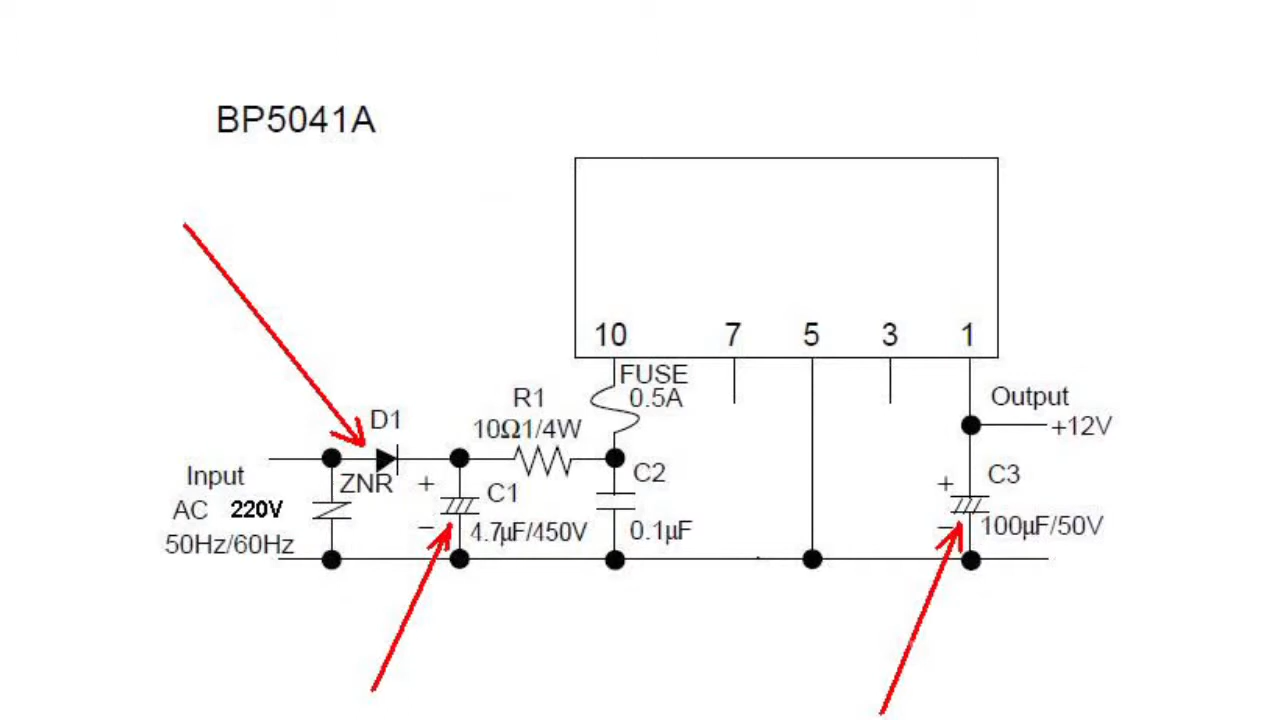 BP5041A
10 7 5 3 1
FUSE
0.5A
R1
10Ω1/4W
D1
Output
+12V
Input
AC 220V
50Hz/60Hz
ZNR
+
C1
−
4.7µF/450V
C2
0.1µF
+
C3
−
100µF/50V